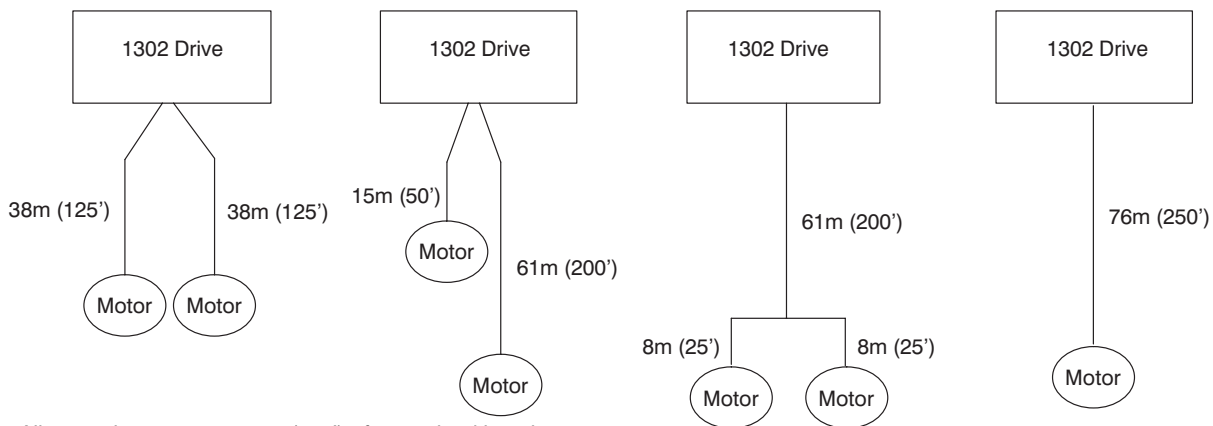 1302 Drive
38m (125’)
38m (125’)
Motor
Motor
1302 Drive
15m (50’)
Motor
61m (200’)
Motor
1302 Drive
61m (200’)
8m (25’)
8m (25’)
Motor
Motor
1302 Drive
76m (250’)
Motor